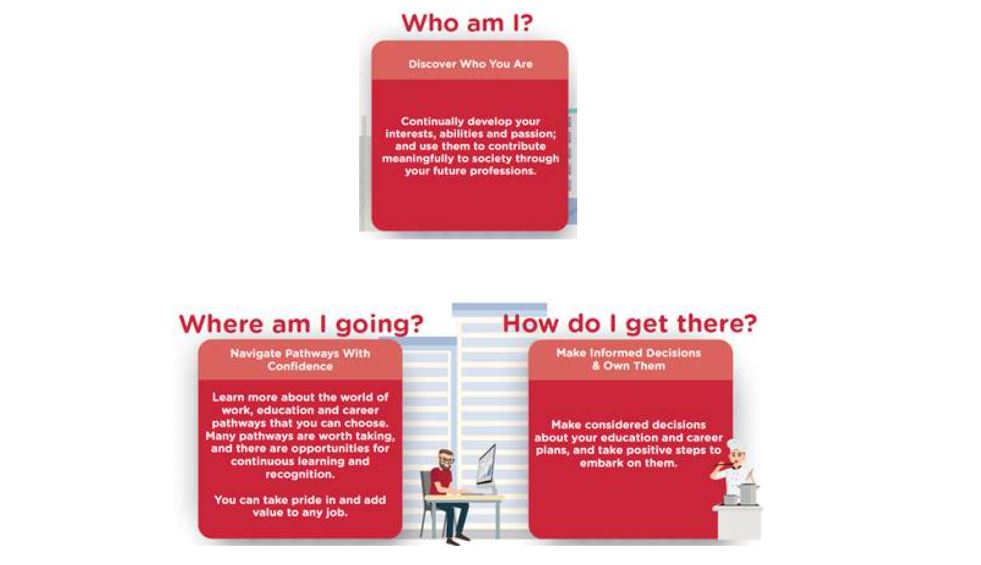 Who am I?
Discover Who You Are
Continually develop your
interests, abilities and passion;
and use them to contribute
meaningfully to society through
your future professions.
Where am I going?
Navigate Pathways With
Confidence
Learn more about the world of
work, education and career
pathways that you can choose.
Many pathways are worth taking,
and there are opportunities for
continuous learning and
recognition.
You can take pride in and add
value to any job.
How do I get there?
Make Informed Decisions
& Own Them
Make considered decisions
about your education and career
plans, and take positive steps to
embark on them.